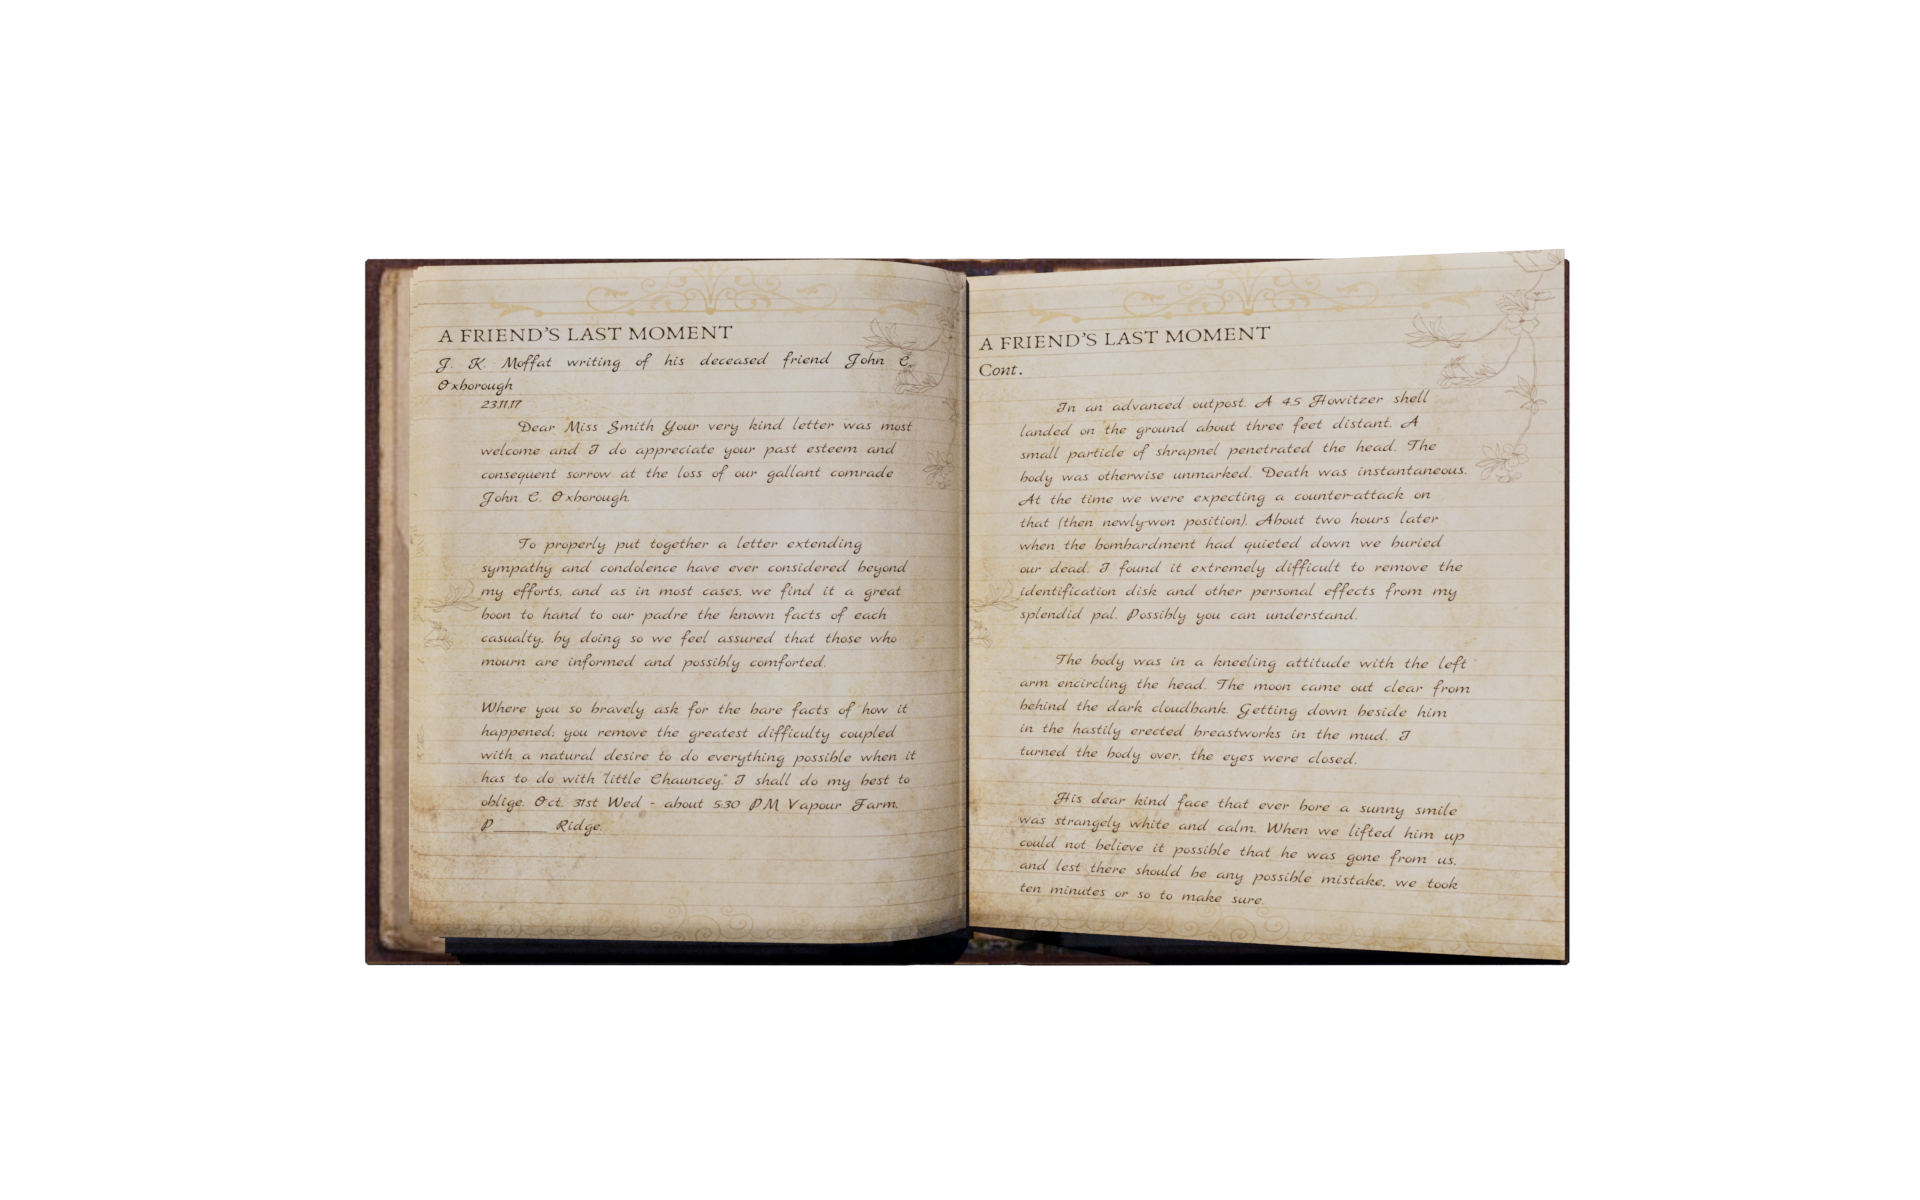 A FRIEND'S LAST MOMENT
J. K. Moffat writing of his deceased friend John C.
Oxborough
23.11.17
Dear Miss Smith Your very kind letter was most
welcome and I do appreciate your past esteem and
consequent sorrow at the loss of our gallant comrade
John C. Oxborough.
To properly put together a letter extending
sympathy and condolence have ever considered beyond
my efforts, and as in most cases, we find it a great
boon to hand to our padre the known facts of each
casualty, by doing so we feel assured that those who
mourn are informed and possibly comforted.
Where you so bravely ask for the bare facts of how it
happened; you remove the greatest difficulty coupled
with a natural desire to do everything possible when it
has to do with "little Chauncey." I shall do my best to
oblige. Oct. 31st Wed - about 5:30 PM Vapour Farm.
P______ Ridge.
A FRIEND'S LAST MOMENT
Cont.
In an advanced outpost. A 4.5 Howitzer shell
landed on the ground about three feet distant. A
small particle of shrapnel penetrated the head. The
body was otherwise unmarked. Death was instantaneous.
At the time we were expecting a counter-attack on
that (then newly-won position). About two hours later
when the bombardment had quieted down we buried
our dead. I found it extremely difficult to remove the
identification disk and other personal effects from my
splendid pal. Possibly you can understand.
The body was in a kneeling attitude with the left
arm encircling the head. The moon came out clear from
behind the dark cloudbank. Getting down beside him
in the hastily erected breastworks in the mud. I
turned the body over, the eyes were closed.
His dear kind face that ever bore a sunny smile
was strangely white and calm. When we lifted him up
could not believe it possible that he was gone from us,
and lest there should be any possible mistake, we took
ten minutes or so to make sure.